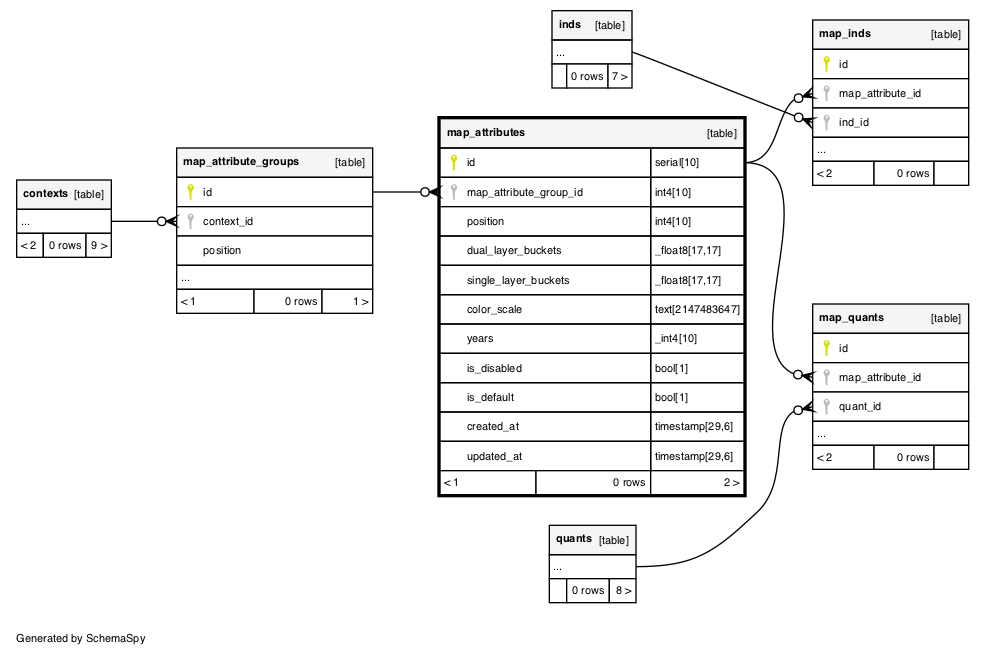 contexts [table]
...
< 2 0 rows 9 >
map_attribute_groups [table]
id
context_id
position
...
< 1 0 rows 1 >
inds [table]
...
0 rows 7 >
map_attributes [table]
id serial[10]
map_attribute_group_id int4[10]
position int4[10]
dual_layer_buckets _float8[17,17]
single_layer_buckets _float8[17,17]
color_scale text[2147483647]
years _int4[10]
is_disabled bool[1]
is_default bool[1]
created_at timestamp[29,6]
updated_at timestamp[29,6]
< 1 0 rows 2 >
quants [table]
...
0 rows 8 >
map_inds [table]
id
map_attribute_id
ind_id
...
< 2 0 rows
map_quants [table]
id
map_attribute_id
quant_id
...
< 2 0 rows
Generated by SchemaSpy